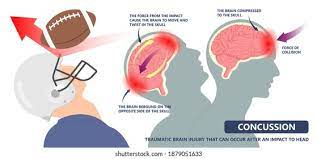 THE FORCE FROM THE IMPACT
CAUSE THE BRAIN TO MOVE AND
TWIST IN THE SKULL
THE BRAIN COMPRESSED
TO THE SKULL
FORCE OF
COLLISION
THE BRAIN REBOUND ON THE
OPPOSITE SIDE OF THE SKULL
CONCUSSION
TRAUMATIC BRAIN INJURY THAT CAN OCCUR AFTER AN IMPACT TO HEAD
shutterstock.com · 1879051633